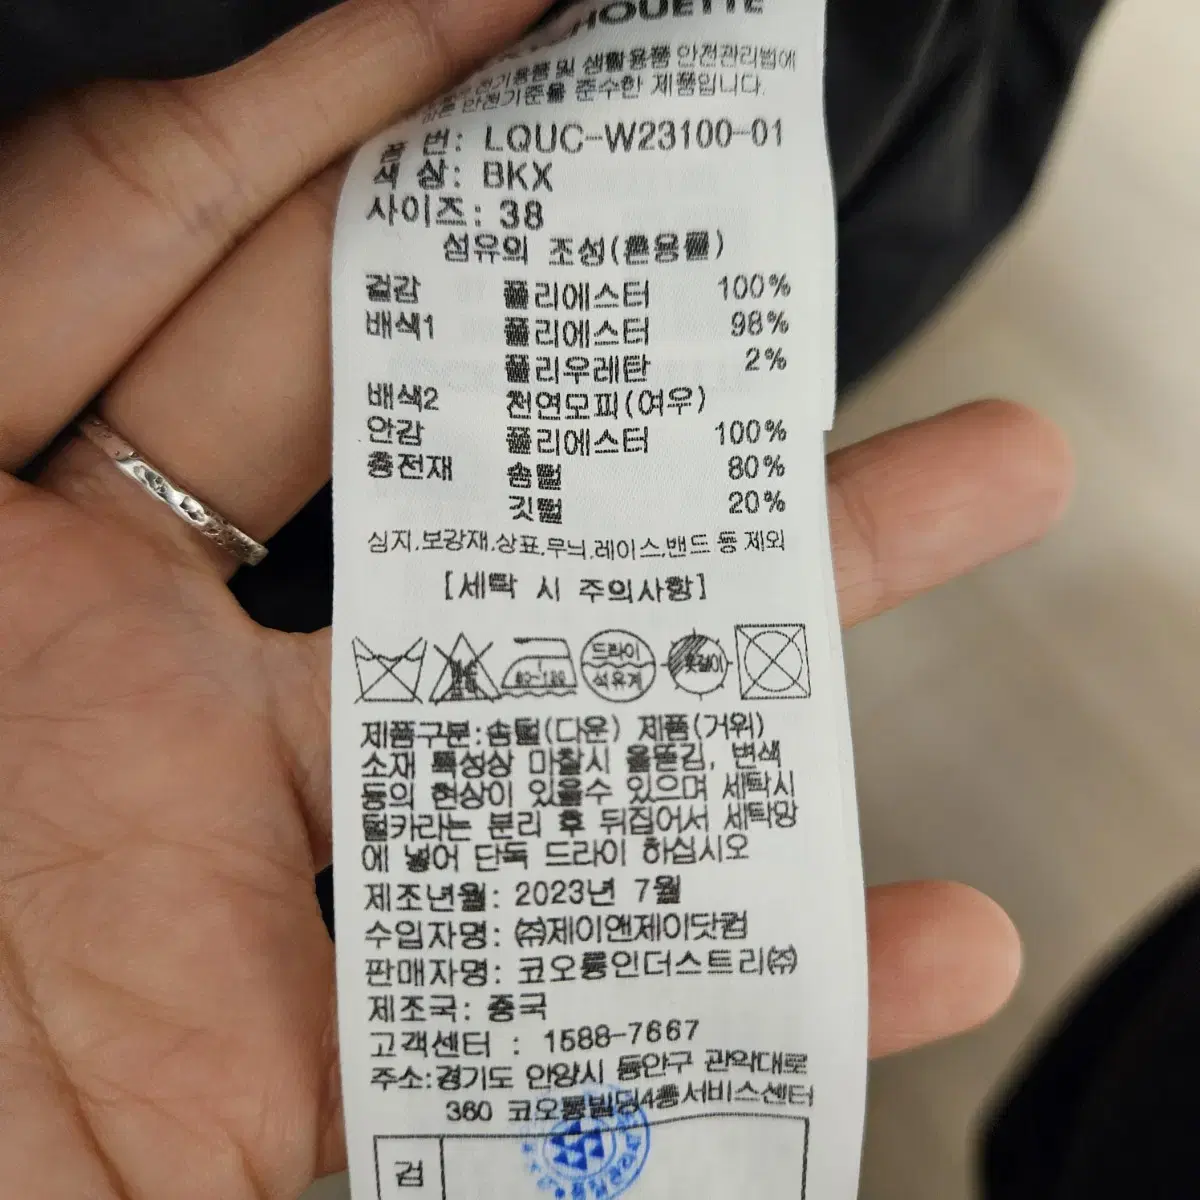 HOUETTE
전기용품 및 생활용품 안전관리법에
따른 안전기준을 준수한 제품입니다.
품 번: LQUC-W23100-01
색 상: BKX
사이즈: 38
섬유의 조성(혼용률)
겉감 폴리에스터 100%
배색1 폴리에스터 98%
폴리우레탄 2%
배색2 천연모피(여우)
안감 폴리에스터 100%
충전재 솜털 80%
깃털 20%
심지,보강재,상표,무늬,레이스,밴드 등 제외
[세탁 시 주의사항]
80~120
드라이
석유계
옷걸이
제품구분:솜털(다운) 제품(거위)
소재 특성상 마찰시 올뜯김, 변색
등의 현상이 있을수 있으며 세탁시
털카라는 분리 후 뒤집어서 세탁망
에 넣어 단독 드라이 하십시오
제조년월: 2023년 7월
수입자명: ㈜제이앤제이닷컴
판매자명: 코오롱인더스트리㈜
제조국: 중국
고객센터 : 1588-7667
주소:경기도 안양시 동안구 관악대로
360 코오롱빌딩4층서비스센터
검